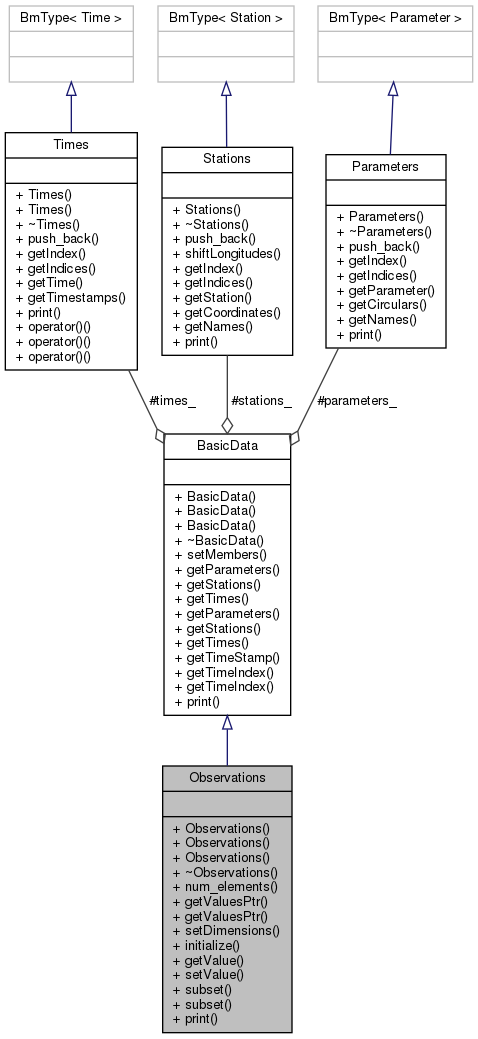 BmType< Time >
BmType< Station >
BmType< Parameter >
Times
+ Times()
+ Times()
+ ~Times()
+ push_back()
+ getIndex()
+ getIndices()
+ getTime()
+ getTimestamps()
+ print()
+ operator()()
+ operator()()
+ operator()()
Stations
+ Stations()
+ ~Stations()
+ push_back()
+ shiftLongitudes()
+ getIndex()
+ getIndices()
+ getStation()
+ getCoordinates()
+ getNames()
+ print()
Parameters
+ Parameters()
+ ~Parameters()
+ push_back()
+ getIndex()
+ getIndices()
+ getParameter()
+ getCirculars()
+ getNames()
+ print()
#times_
#stations_
#parameters_
BasicData
+ BasicData()
+ BasicData()
+ BasicData()
+ ~BasicData()
+ setMembers()
+ getParameters()
+ getStations()
+ getTimes()
+ getParameters()
+ getStations()
+ getTimes()
+ getTimeStamp()
+ getTimeIndex()
+ getTimeIndex()
+ print()
Observations
+ Observations()
+ Observations()
+ Observations()
+ ~Observations()
+ num_elements()
+ getValuesPtr()
+ getValuesPtr()
+ setDimensions()
+ initialize()
+ getValue()
+ setValue()
+ subset()
+ subset()
+ print()